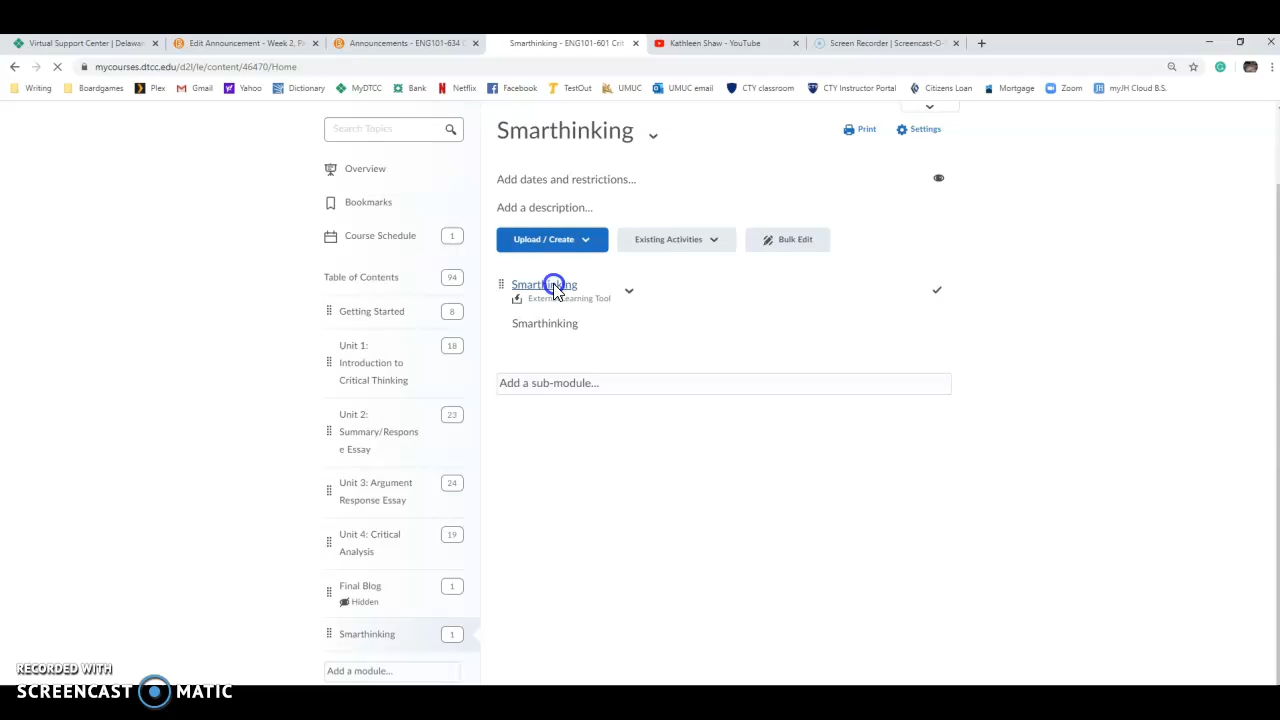 Virtual Support Center | Delawar
Edit Announcement - Week 2, Pa
Announcements - ENG101-634 C
Smarthinking - ENG101-601 Crit
Kathleen Shaw - YouTube
Screen Recorder | Screencast-O-
mycourses.dtcc.edu/d2l/le/content/46470/Home
Writing Boardgames Plex Gmail Yahoo Dictionary MyDTCC Bank Netflix Facebook TestOut UMUC UMUC email CTY classroom CTY Instructor Portal Citizens Loan Mortgage Zoom myJH Cloud B.S.
Search Topics
Overview
Bookmarks
Course Schedule 1
Table of Contents 94
Getting Started 8
Unit 1: 18
Introduction to
Critical Thinking
Unit 2: 23
Summary/Respons
e Essay
Unit 3: Argument 24
Response Essay
Unit 4: Critical 19
Analysis
Final Blog 1
Hidden
Smarthinking 1
Add a module...
Smarthinking
Print Settings
Add dates and restrictions...
Add a description...
Upload / Create Existing Activities Bulk Edit
Smarthinking
External Learning Tool
Smarthinking
Add a sub-module...
RECORDED WITH
SCREENCAST MATIC